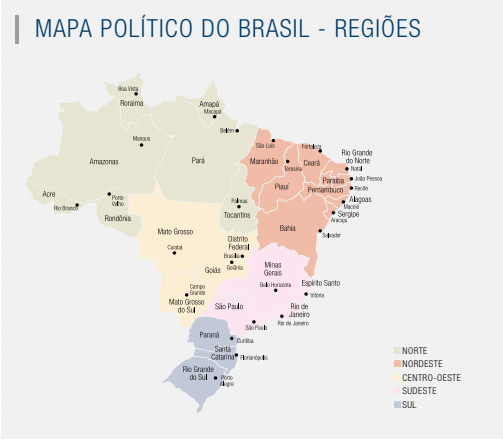 MAPA POLÍTICO DO BRASIL - REGIÕES
Boa Vista
Roraima
Amapá
Macapá
Belém
Manaus
Amazonas
Pará
São Luís
Maranhão
Teresina
Fortaleza
Ceará
Rio Grande
do Norte
Natal
Paraíba
João Pessoa
Pernambuco
Recife
Piauí
Alagoas
Maceió
Sergipe
Aracaju
Acre
Rio Branco
Porto
Velho
Rondônia
Palmas
Tocantins
Bahia
Salvador
Mato Grosso
Cuiabá
Distrito
Federal
Brasília
Goiânia
Goiás
Minas
Gerais
Belo Horizonte
Espírito Santo
Vitória
Campo
Grande
Mato Grosso
do Sul
São Paulo
São Paulo
Rio de
Janeiro
Rio de Janeiro
Paraná
Curitiba
Santa
Catarina
Florianópolis
Rio Grande
do Sul
Porto
Alegre
NORTE
NORDESTE
CENTRO-OESTE
SUDESTE
SUL